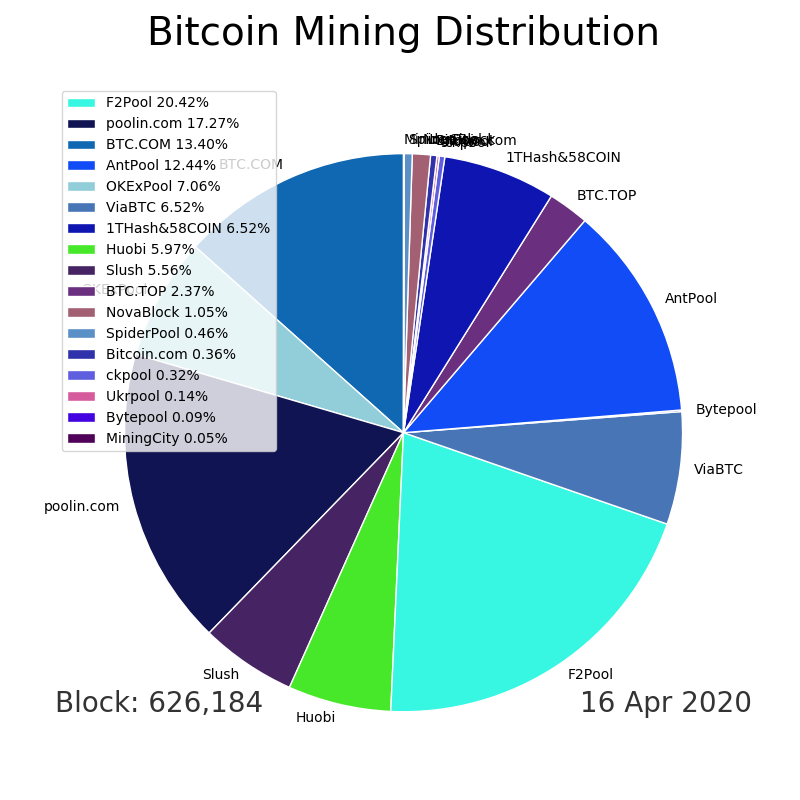 Bitcoin Mining Distribution
F2Pool 20.42%
poolin.com 17.27%
BTC.COM 13.40%
AntPool 12.44%
OKExPool 7.06%
ViaBTC 6.52%
1THash&58COIN 6.52%
Huobi 5.97%
Slush 5.56%
BTC.TOP 2.37%
NovaBlock 1.05%
SpiderPool 0.46%
Bitcoin.com 0.36%
ckpool 0.32%
Ukrpool 0.14%
Bytepool 0.09%
MiningCity 0.05%
BTC.COM
1THash&58COIN
BTC.TOP
AntPool
Bytepool
ViaBTC
poolin.com
Slush
F2Pool
Huobi
Block: 626,184
16 Apr 2020